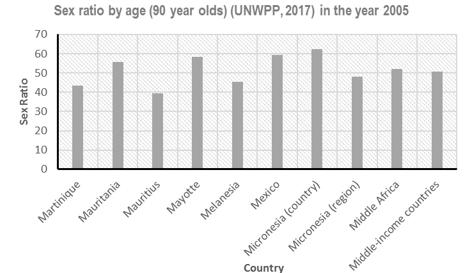 Sex ratio by age (90 year olds) (UNWPP, 2017) in the year 2005
70
60
50
40
30
20
10
0
Sex Ratio
Martinique
Mauritania
Mauritius
Mayotte
Melanesia
Mexico
Micronesia (country)
Micronesia (region)
Middle Africa
Middle-income countries
Country